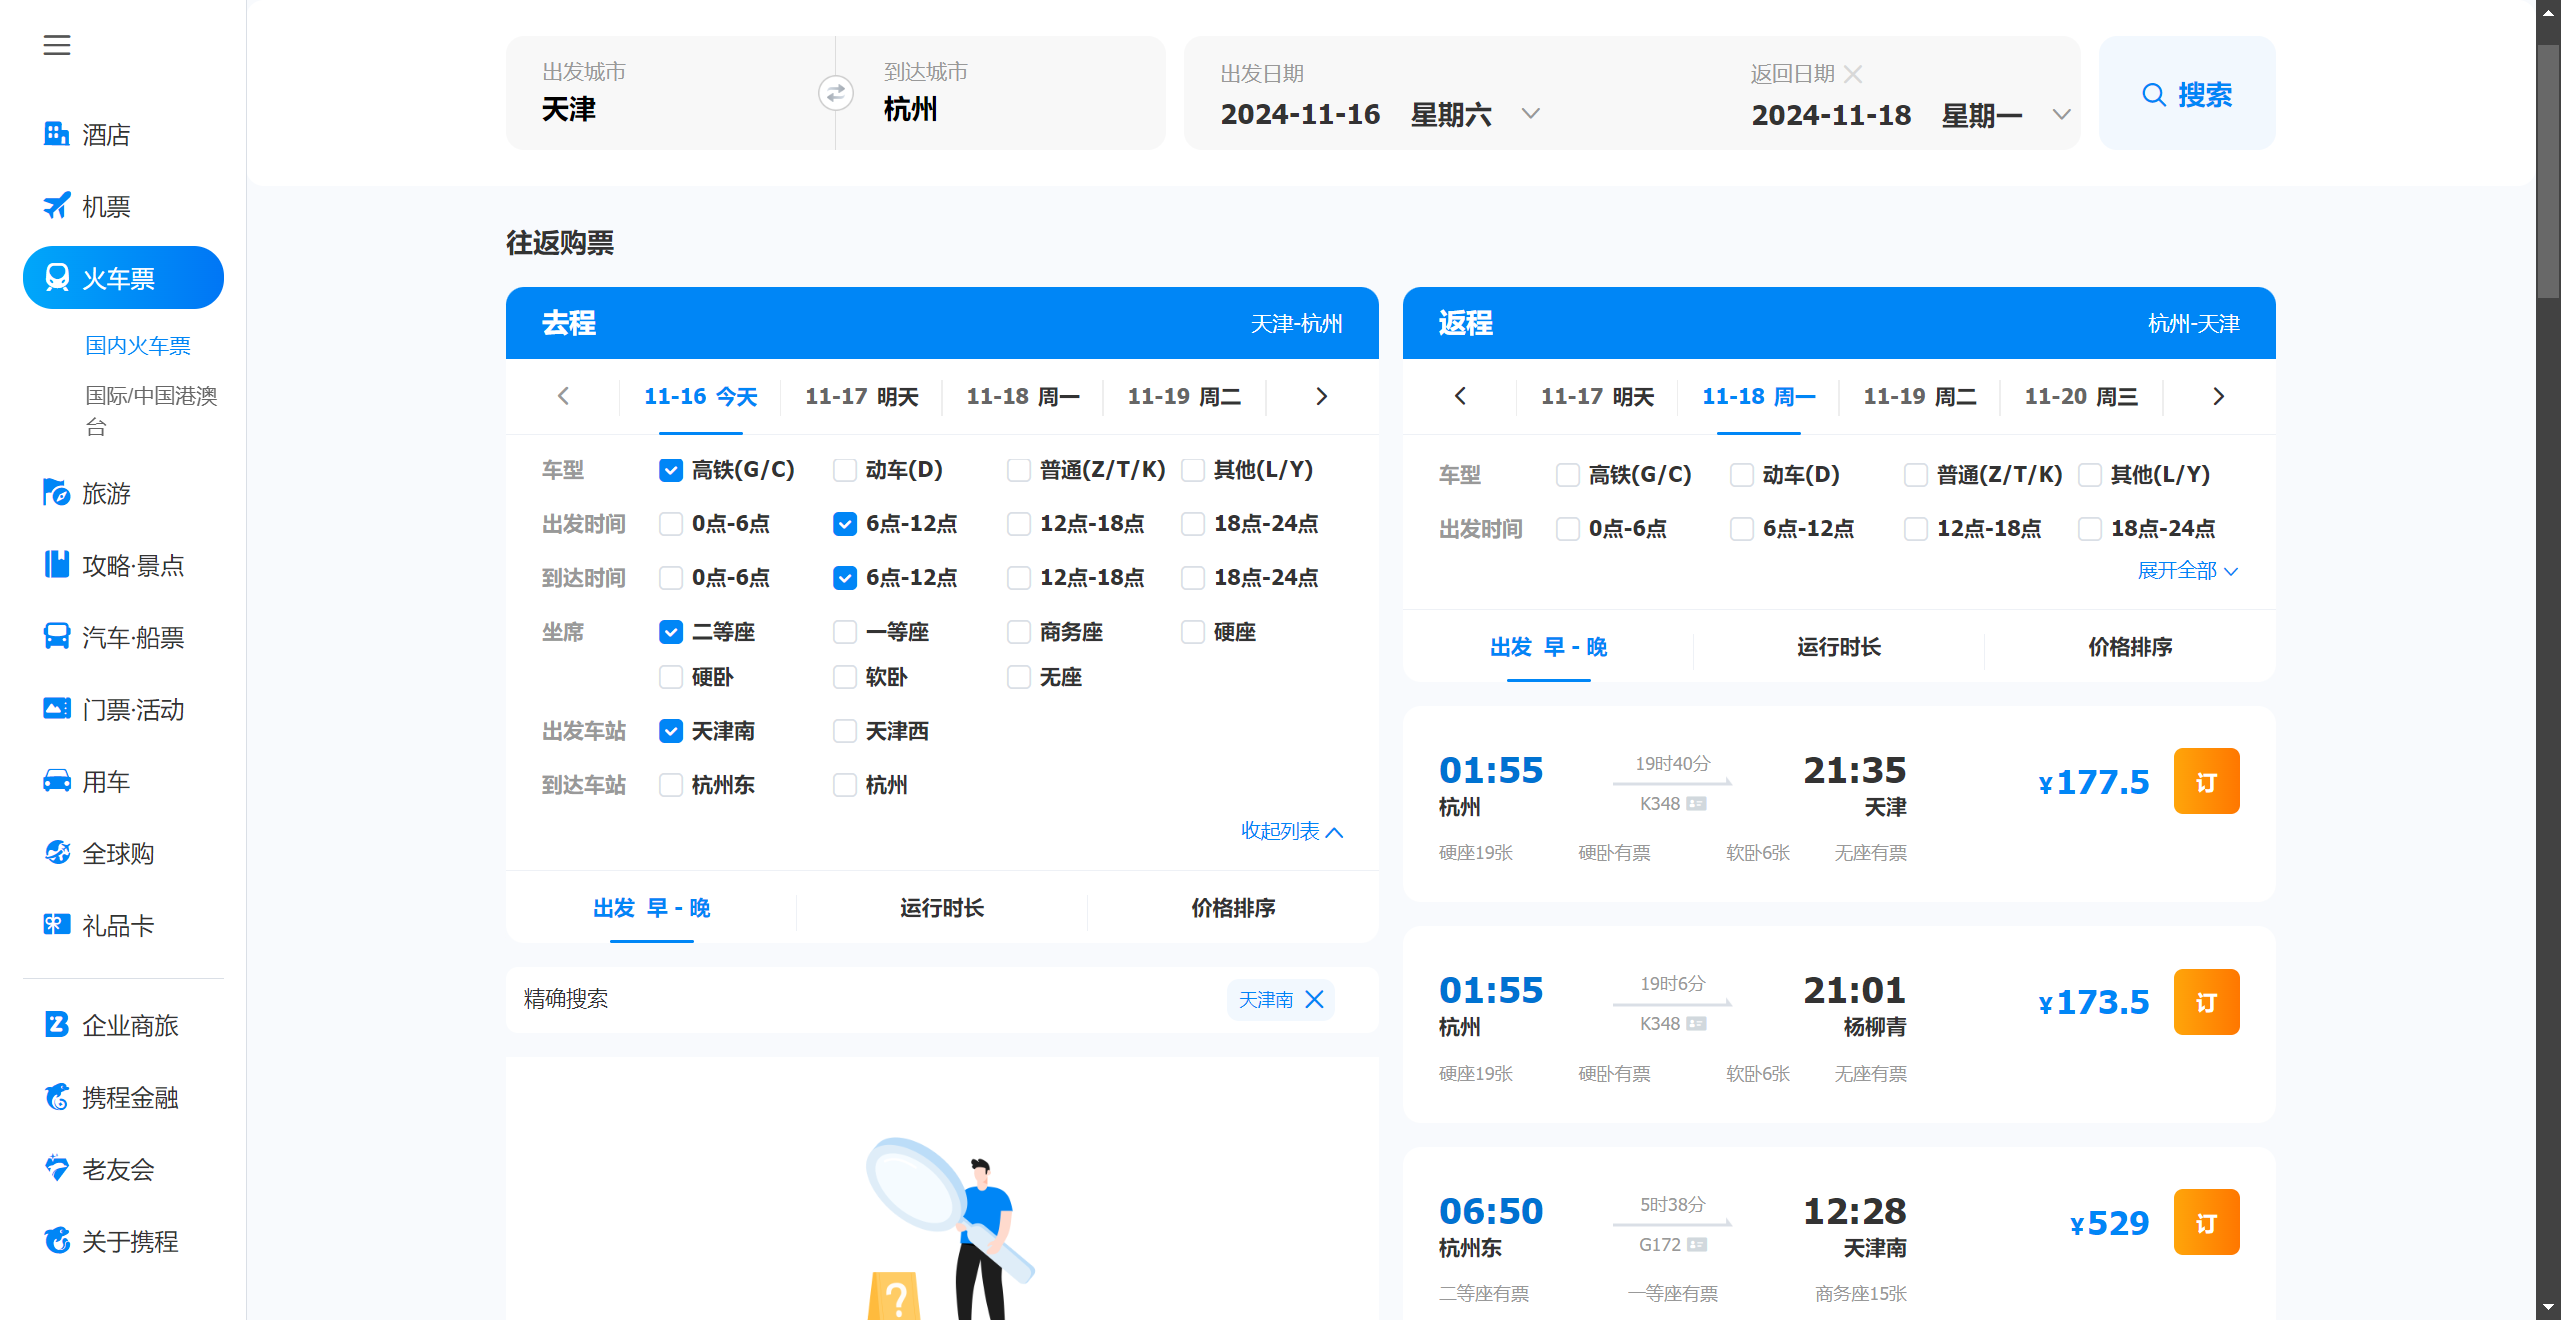 酒店
机票
火车票
国内火车票
国际/中国港澳
台
旅游
攻略·景点
汽车·船票
门票·活动
用车
全球购
礼品卡
企业商旅
携程金融
老友会
关于携程
出发城市
天津
到达城市
杭州
出发日期
2024-11-16 星期六
返回日期
2024-11-18 星期一
搜索
往返购票
去程 天津-杭州
11-16 今天 11-17 明天 11-18 周一 11-19 周二
车型 高铁(G/C) 动车(D) 普通(Z/T/K) 其他(L/Y)
出发时间 0点-6点 6点-12点 12点-18点 18点-24点
到达时间 0点-6点 6点-12点 12点-18点 18点-24点
坐席 二等座 一等座 商务座 硬座
硬卧 软卧 无座
出发车站 天津南 天津西
到达车站 杭州东 杭州
收起列表
出发 早 - 晚 运行时长 价格排序
精确搜索 天津南
?
返程 杭州-天津
11-17 明天 11-18 周一 11-19 周二 11-20 周三
车型 高铁(G/C) 动车(D) 普通(Z/T/K) 其他(L/Y)
出发时间 0点-6点 6点-12点 12点-18点 18点-24点
展开全部
出发 早 - 晚 运行时长 价格排序
01:55 19时40分 21:35 ¥177.5 订
杭州 K348 天津
硬座19张 硬卧有票 软卧6张 无座有票
01:55 19时6分 21:01 ¥173.5 订
杭州 K348 杨柳青
硬座19张 硬卧有票 软卧6张 无座有票
06:50 5时38分 12:28 ¥529 订
杭州东 G172 天津南
二等座有票 一等座有票 商务座15张